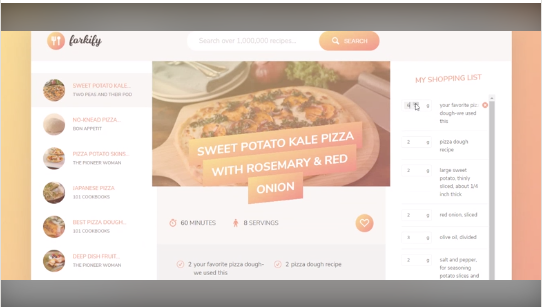 forkify
Search over 1,000,000 recipes...
SEARCH
SWEET POTATO KALE...
TWO PEAS AND THEIR POD
NO-KNEAD PIZZA...
BON APPETIT
PIZZA POTATO SKINS...
THE PIONEER WOMAN
JAPANESE PIZZA...
101 COOKBOOKS
BEST PIZZA DOUGH...
101 COOKBOOKS
DEEP DISH FRUIT...
THE PIONEER WOMAN
SWEET POTATO KALE PIZZA
WITH ROSEMARY & RED
ONION
60 MINUTES
8 SERVINGS
2 your favorite pizza dough-
we used this
2 pizza dough recipe
MY SHOPPING LIST
g your favorite piz
dough-we used
this
2 g pizza dough
recipe
2 g large sweet
potato, thinly
sliced, about 1/4
inch thick
2 g red onion, sliced
4 g olive oil, divided
2 g salt and pepper,
for seasoning
potato slices and